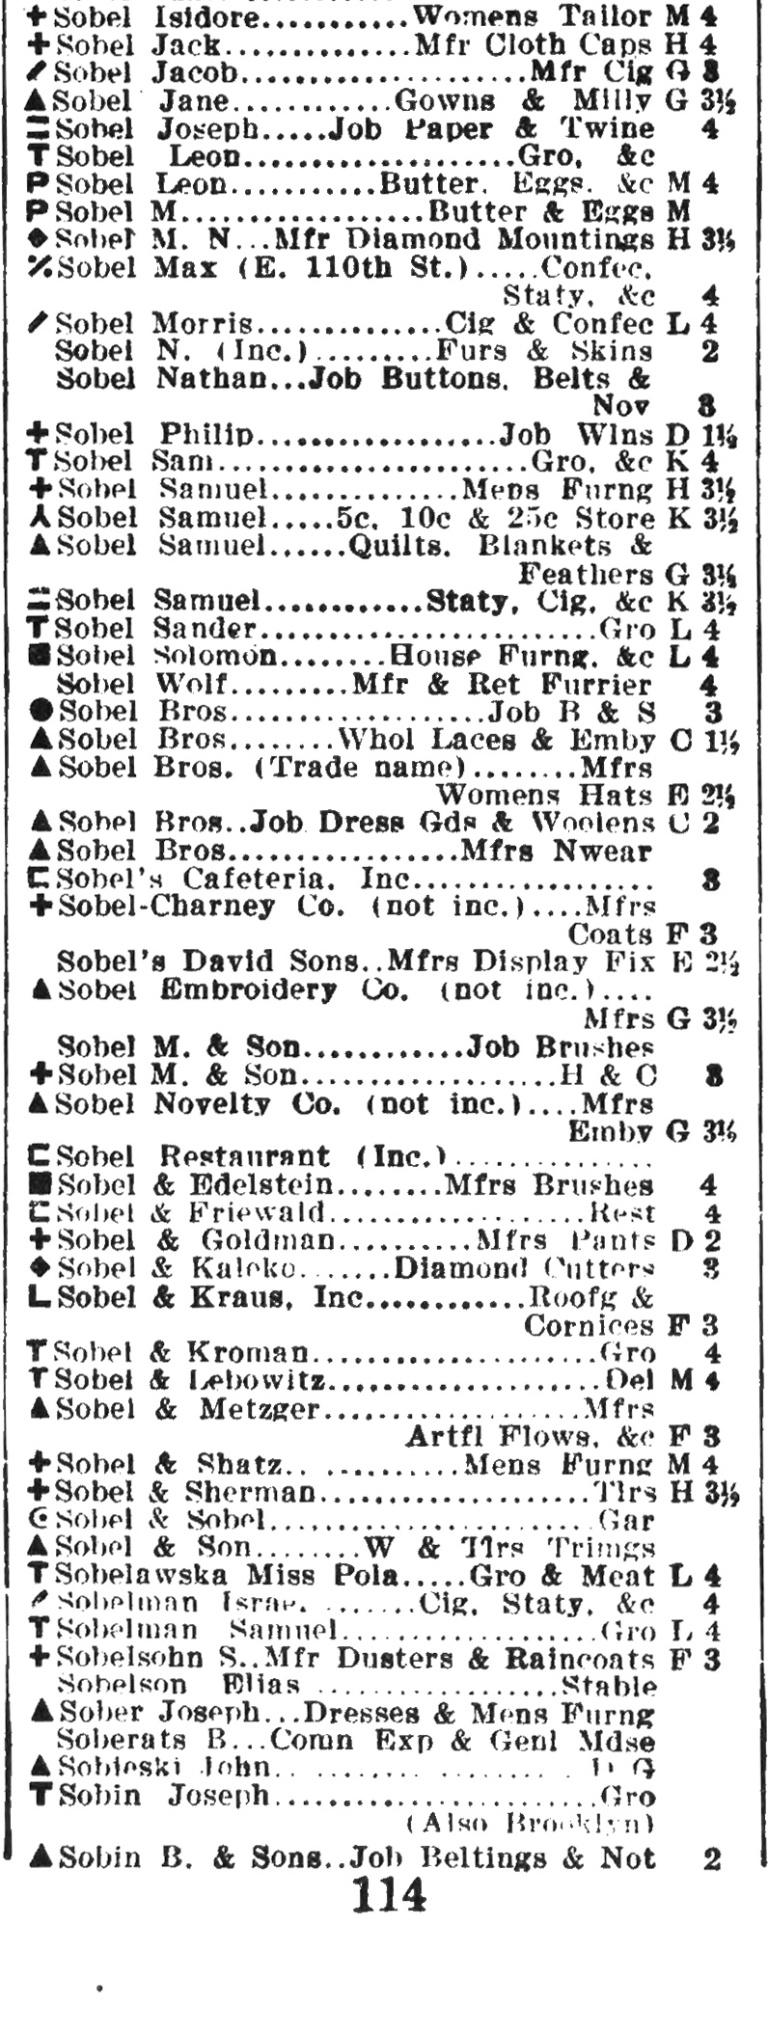 +Sobel Isidore...........Womens Tailor M 4
+Sobel Jack..............Mfr Cloth Caps H 4
Sobel Jacob.....................Mfr Cig G 3
▲Sobel Jane............Gowns & Milly G 3½
=Sobel Joseph.....Job Paper & Twine 4
TSobel Leon....................Gro, &c
PSobel Leon...........Butter, Eggs, &c M 4
PSobel M..................Butter & Eggs M
◆Sobel M. N...Mfr Diamond Mountings H 3½
٪Sobel Max (E. 110th St.).....Confec,
Staty, &c 4
Sobel Morris..............Cig & Confec L 4
Sobel N. (Inc.).........Furs & Skins 2
Sobel Nathan...Job Buttons, Belts &
Nov 3
+Sobel Philip..................Job Wlns D 1½
TSobel Sam.......................Gro, &c K 4
+Sobel Samuel..............Mens Furng H 3½
⅄Sobel Samuel.....5c, 10c & 25c Store K 3½
▲Sobel Samuel......Quilts, Blankets &
Feathers G 3½
=Sobel Samuel............Staty, Cig, &c K 3½
TSobel Sander.........................Gro L 4
■Sobel Solomon........House Furng, &c L 4
Sobel Wolf.........Mfr & Ret Furrier 4
●Sobel Bros...................Job B & S 3
▲Sobel Bros........Whol Laces & Emby C 1½
▲Sobel Bros. (Trade name)........Mfrs
Womens Hats E 2½
▲Sobel Bros..Job Dress Gds & Woolens C 2
▲Sobel Bros.................Mfrs Nwear
⊏Sobel's Cafeteria, Inc.................. 3
+Sobel-Charney Co. (not inc.)....Mfrs
Coats F 3
Sobel's David Sons..Mfrs Display Fix E 2½
▲Sobel Embroidery Co. (not inc.)....
Mfrs G 3½
Sobel M. & Son............Job Brushes
+Sobel M. & Son...................H & C 3
▲Sobel Novelty Co. (not inc.)....Mfrs
Emby G 3½
⊏Sobel Restaurant (Inc.)...............
■Sobel & Edelstein........Mfrs Brushes 4
⊏Sobel & Friewald...................Rest 4
+Sobel & Goldman..........Mfrs Pants D 2
◆Sobel & Kaleko.......Diamond Cutters 3
LSobel & Kraus, Inc............Roofg &
Cornices F 3
TSobel & Kroman.....................Gro 4
TSobel & Lebowitz....................Del M 4
▲Sobel & Metzger...................Mfrs
Artfl Flows, &c F 3
+Sobel & Shatz.. ..........Mens Furng M 4
+Sobel & Sherman....................Tlrs H 3½
Sobel & Sobel........................Gar
▲Sobel & Son........W & Tlrs Trimgs
TSobelawska Miss Pola.....Gro & Meat L 4
Sobelman Israel .......Cig, Staty, &c 4
TSobelman Samuel...................Gro L 4
+Sobelsohn S..Mfr Dusters & Raincoats F 3
Sobelson Elias ..................Stable
▲Sober Joseph...Dresses & Mens Furng
Soberats B...Comn Exp & Genl Mdse
▲Sobieski John.. ......... .......... D G
TSobin Joseph........................Gro
(Also Brooklyn)
▲Sobin B. & Sons..Job Beltings & Not 2
114